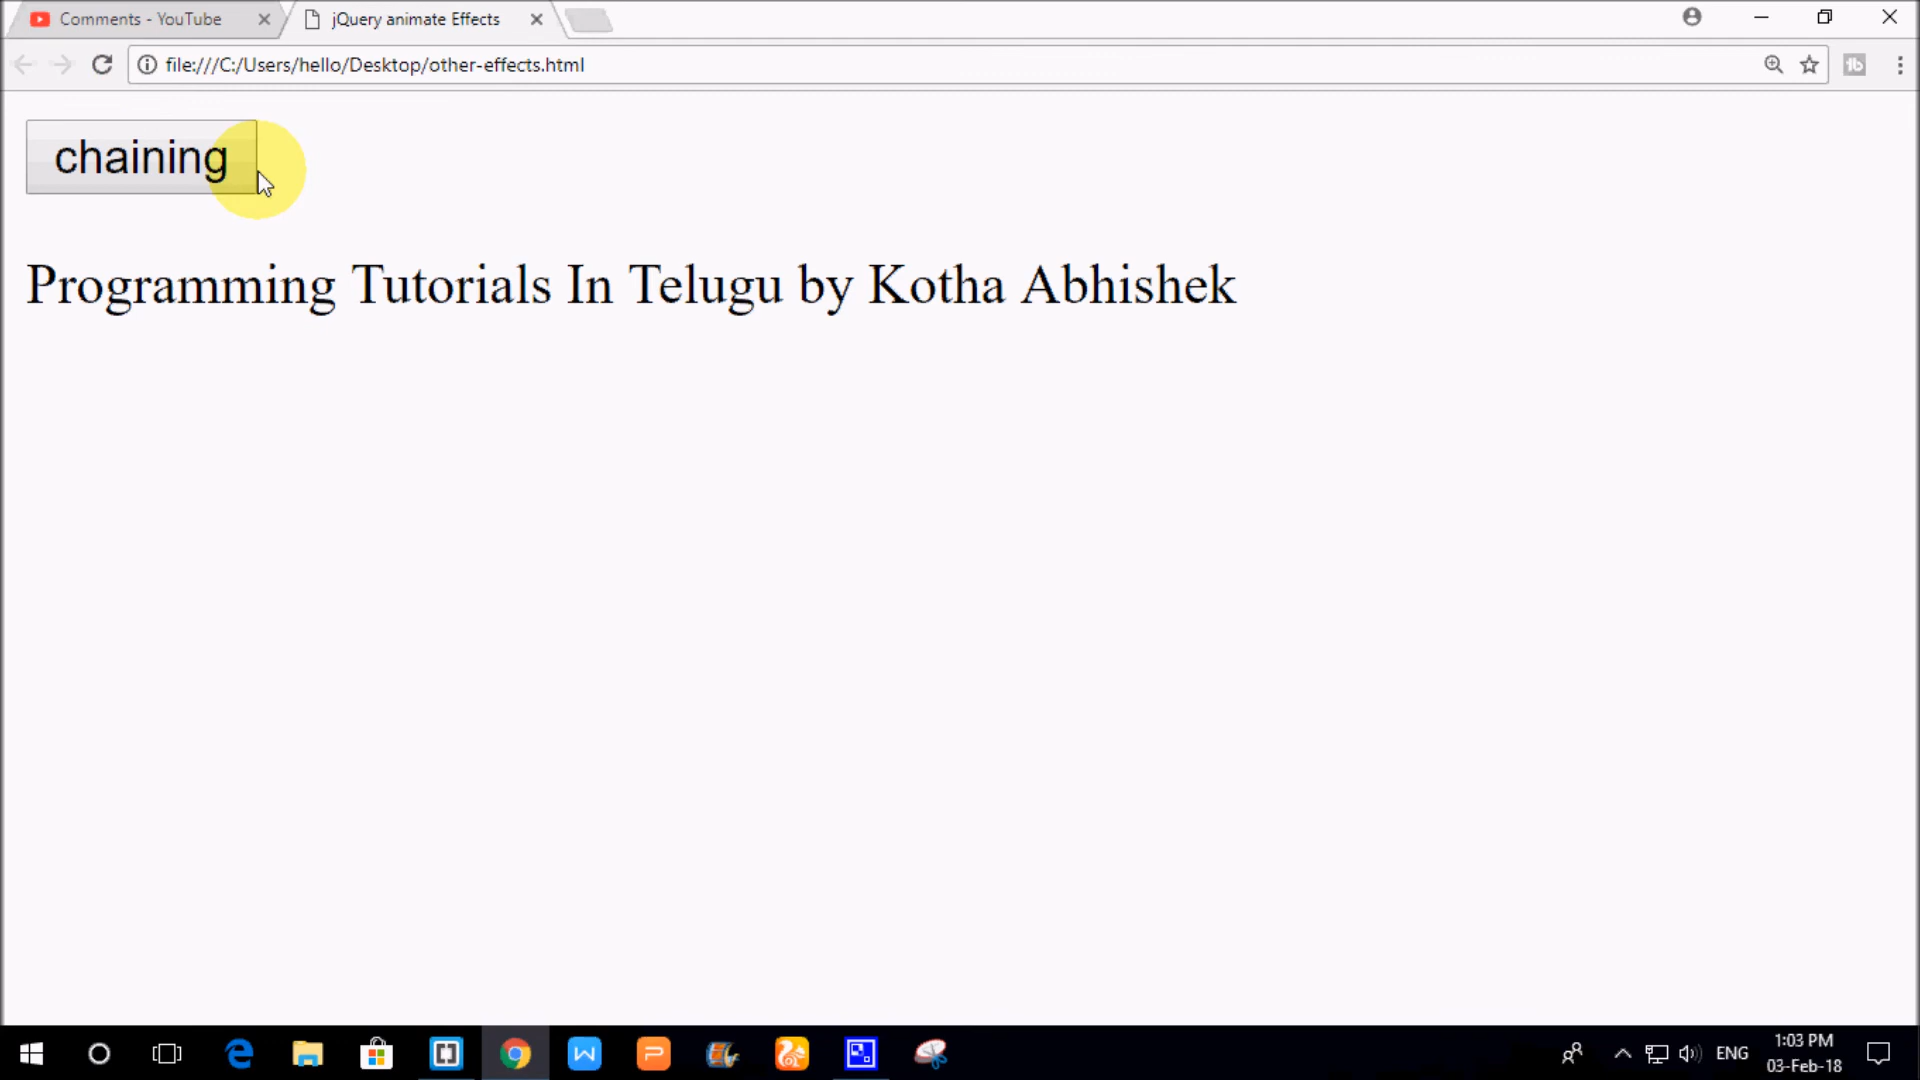 Comments - YouTube
jQuery animate Effects
file:///C:/Users/hello/Desktop/other-effects.html
chaining
Programming Tutorials In Telugu by Kotha Abhishek
ENG
1:03 PM
03-Feb-18